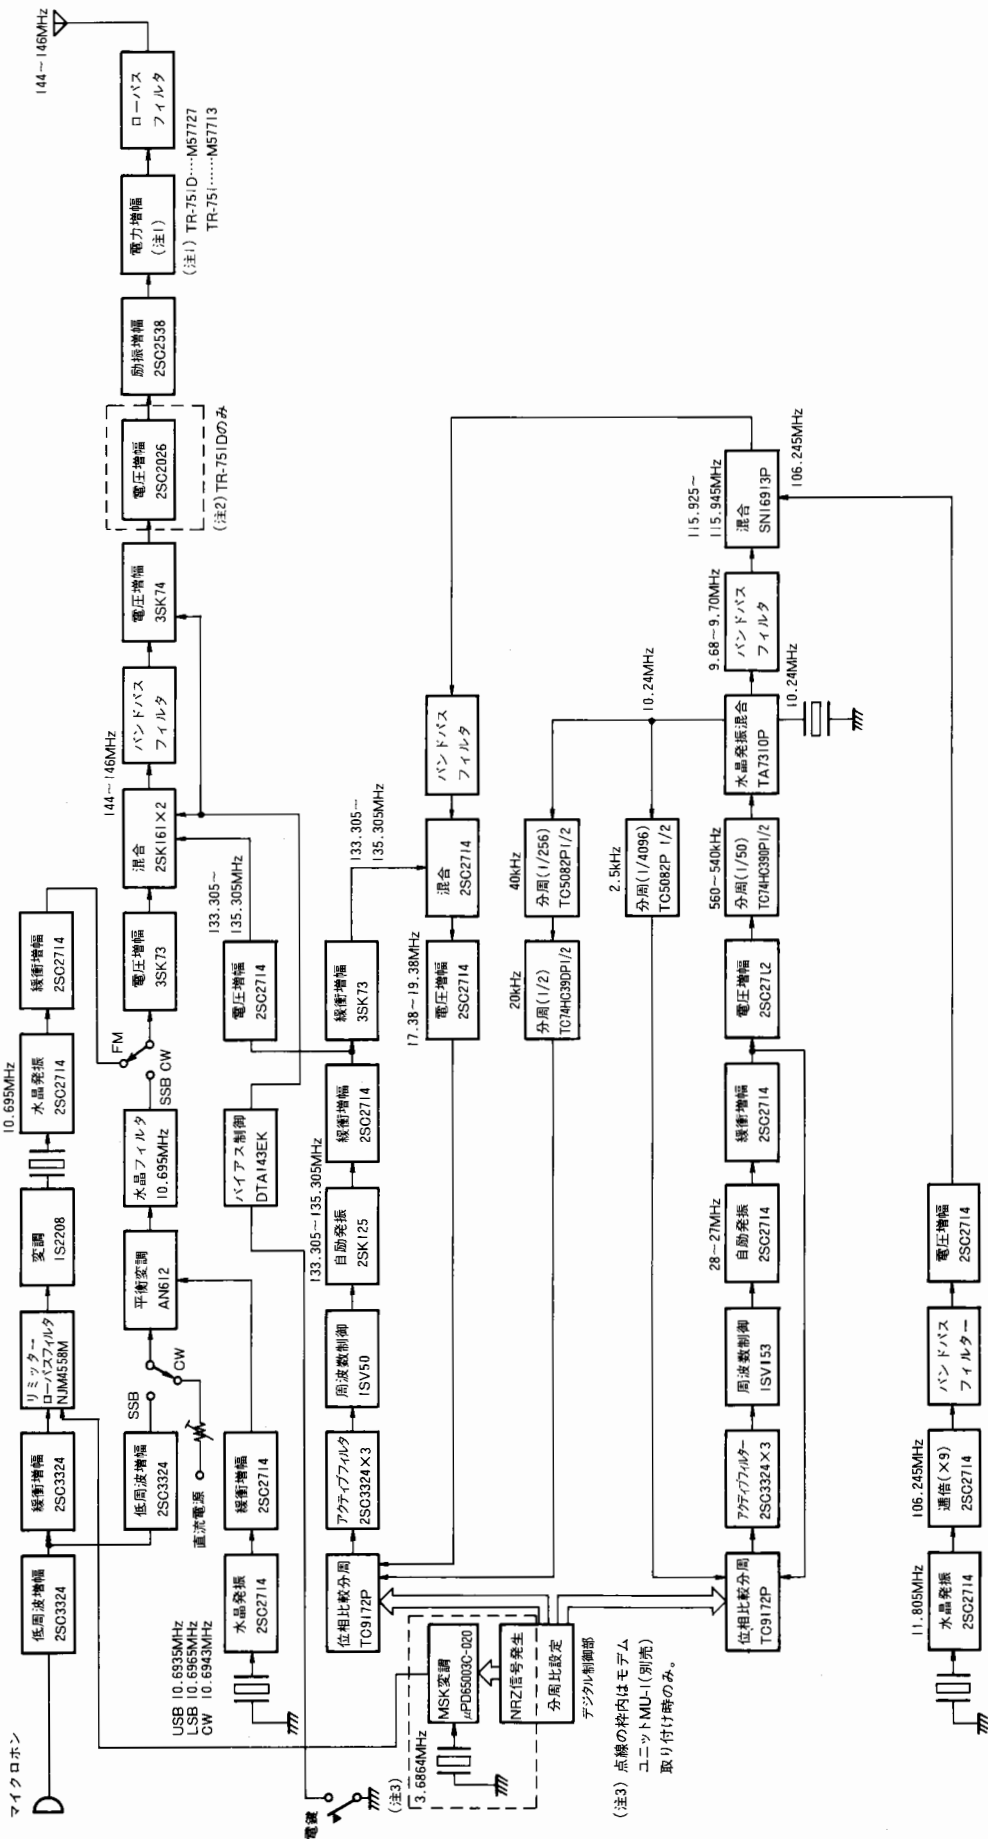 マイクロホン
低周波増幅
2SC3324
緩衝増幅
2SC3324
リミッター
ローパスフィルタ
NJM4558M
変調
1S2208
10.695MHz
水晶発振
2SC2714
緩衝増幅
2SC2714
低周波増幅
2SC3324
SSB
CW
直流電源
平衡変調
AN612
水晶フィルタ
10.695MHz
SSB CW
FM
電圧増幅
3SK73
混合
2SK161×2
144~146MHz
バンドパス
フィルタ
電圧増幅
3SK74
電圧増幅
2SC2026
(注2) TR-751Dのみ
励振増幅
2SC2538
電力増幅
(注1)
(注1) TR-751D‥‥M57727
TR-751‥‥‥M57713
ローパス
フィルタ
144~146MHz
USB 10.6935MHz
LSB 10.6965MHz
CW 10.6943MHz
水晶発振
2SC2714
緩衝増幅
2SC2714
バイアス制御
DTA143EK
電圧増幅
2SC2714
133.305~
135.305MHz
電鍵
位相比較分周
TC9172P
アクティブフィルタ
2SC3324×3
周波数制御
1SV50
自励発振
2SK125
133.305~135.305MHz
緩衝増幅
2SC2714
緩衝増幅
3SK73
133.305~
135.305MHz
17.38~19.38MHz
電圧増幅
2SC2714
混合
2SC2714
バンドパス
フィルタ
(注3)
3.6864MHz
MSK変調
μPD65003C-020
NRZ信号発生
分周比設定
デジタル制御部
(注3) 点線の枠内はモデム
ユニットMU-1(別売)
取り付け時のみ。
20kHz
分周(1/2)
TC74HC39DP1/2
40kHz
分周(1/256)
TC5082P1/2
2.5kHz
分周(1/4096)
TC5082P 1/2
10.24MHz
位相比較分周
TC9172P
アクティブフィルター
2SC3324×3
周波数制御
1SV153
28~27MHz
自励発振
2SC2714
緩衝増幅
2SC2714
電圧増幅
2SC27L2
560~540kHz
分周(1/50)
TC74HC390P1/2
水晶発振混合
TA7310P
10.24MHz
9.68~9.70MHz
バンドパス
フィルタ
115.925~
115.945MHz
混合
SN16913P
106.245MHz
11.805MHz
水晶発振
2SC2714
106.245MHz
逓倍(×9)
2SC2714
バンドパス
フィルター
電圧増幅
2SC2714